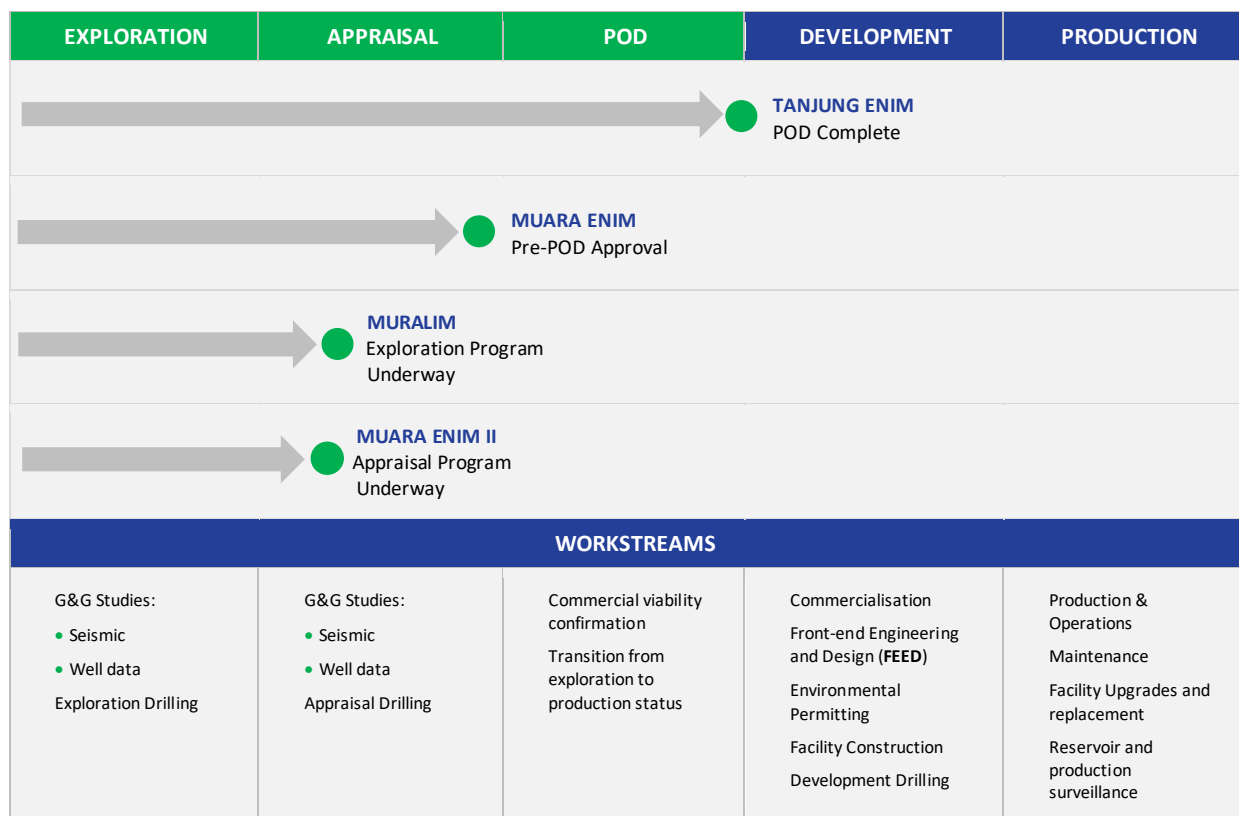 EXPLORATION
APPRAISAL
POD
DEVELOPMENT
PRODUCTION
TANJUNG ENIM
POD Complete
MUARA ENIM
Pre-POD Approval
MURALIM
Exploration Program
Underway
MUARA ENIM II
Appraisal Program
Underway
WORKSTREAMS
G&G Studies:
• Seismic
• Well data
Exploration Drilling
G&G Studies:
• Seismic
• Well data
Appraisal Drilling
Commercial viability
confirmation
Transition from
exploration to
production status
Commercialisation
Front-end Engineering
and Design (FEED)
Environmental
Permitting
Facility Construction
Development Drilling
Production &
Operations
Maintenance
Facility Upgrades and
replacement
Reservoir and
production
surveillance